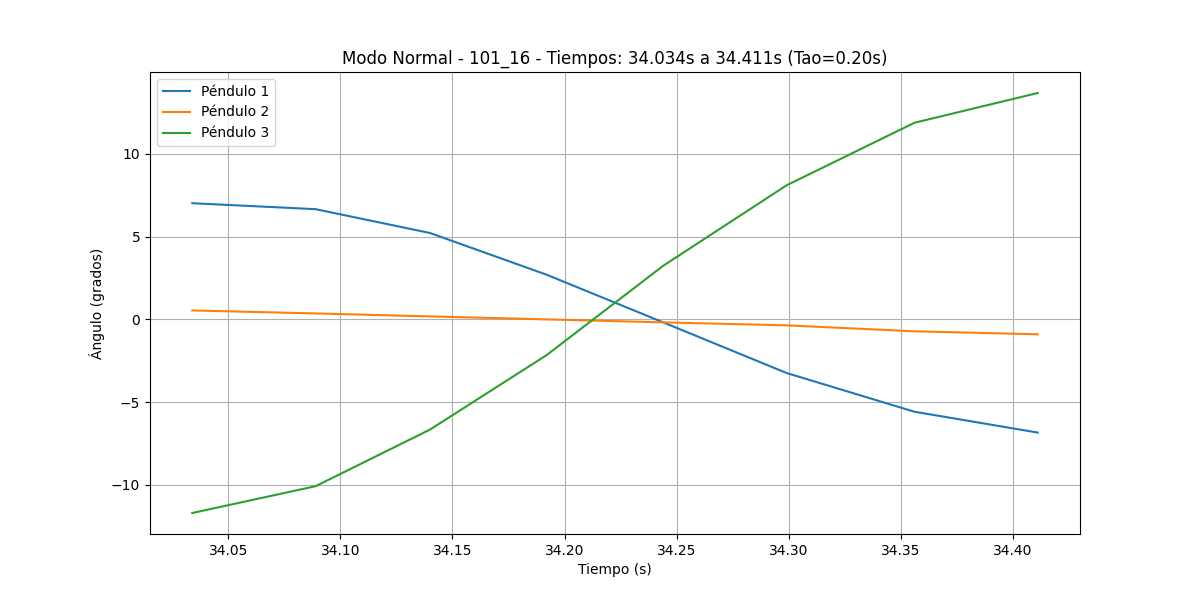 Modo Normal - 101_16 - Tiempos: 34.034s a 34.411s (Tao=0.20s)
Péndulo 1
Péndulo 2
Péndulo 3
Ángulo (grados)
10
5
0
−5
−10
34.05 34.10 34.15 34.20 34.25 34.30 34.35 34.40
Tiempo (s)